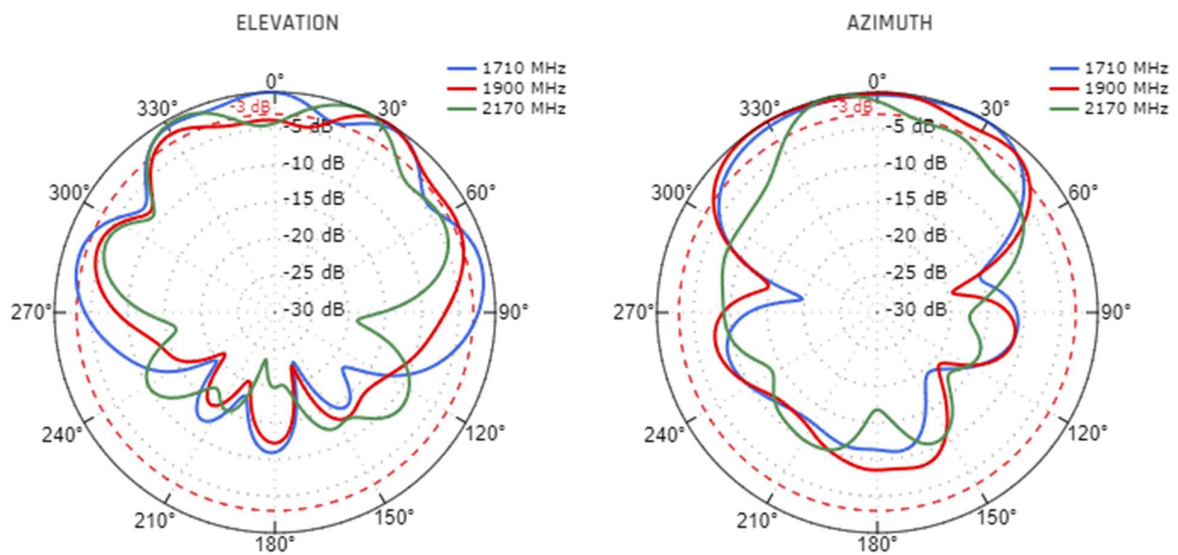 ELEVATION
1710 MHz
1900 MHz
2170 MHz
0°
-3 dB
30°
330°
-5 dB
-10 dB
300°
60°
-15 dB
-20 dB
-25 dB
270°
-30 dB
90°
240°
120°
210°
150°
180°
AZIMUTH
1710 MHz
1900 MHz
2170 MHz
0°
-3 dB
30°
330°
-5 dB
-10 dB
300°
60°
-15 dB
-20 dB
-25 dB
270°
-30 dB
90°
240°
120°
210°
150°
180°